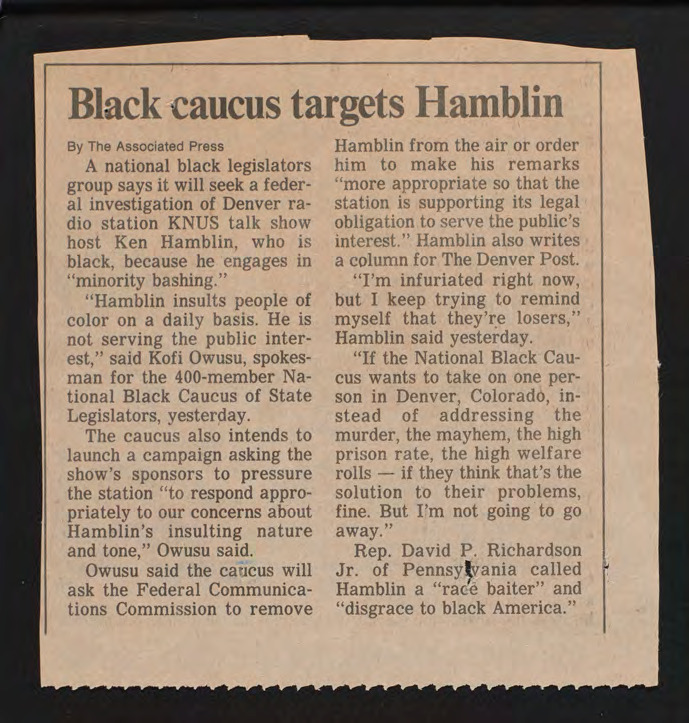 Black caucus targets Hamblin
By The Associated Press
A national black legislators
group says it will seek a feder-
al investigation of Denver ra-
dio station KNUS talk show
host Ken Hamblin, who is
black, because he engages in
“minority bashing.”
“Hamblin insults people of
color on a daily basis. He is
not serving the public inter-
est,” said Kofi Owusu, spokes-
man for the 400-member Na-
tional Black Caucus of State
Legislators, yesterday.
The caucus also intends to
launch a campaign asking the
show’s sponsors to pressure
the station “to respond appro-
priately to our concerns about
Hamblin’s insulting nature
and tone,” Owusu said.
Owusu said the caucus will
ask the Federal Communica-
tions Commission to remove
Hamblin from the air or order
him to make his remarks
“more appropriate so that the
station is supporting its legal
obligation to serve the public’s
interest.” Hamblin also writes
a column for The Denver Post.
“I’m infuriated right now,
but I keep trying to remind
myself that they’re losers,”
Hamblin said yesterday.
“If the National Black Cau-
cus wants to take on one per-
son in Denver, Colorado, in-
stead of addressing the
murder, the mayhem, the high
prison rate, the high welfare
rolls — if they think that’s the
solution to their problems,
fine. But I’m not going to go
away.”
Rep. David P. Richardson
Jr. of Pennsylvania called
Hamblin a “race baiter” and
“disgrace to black America.”